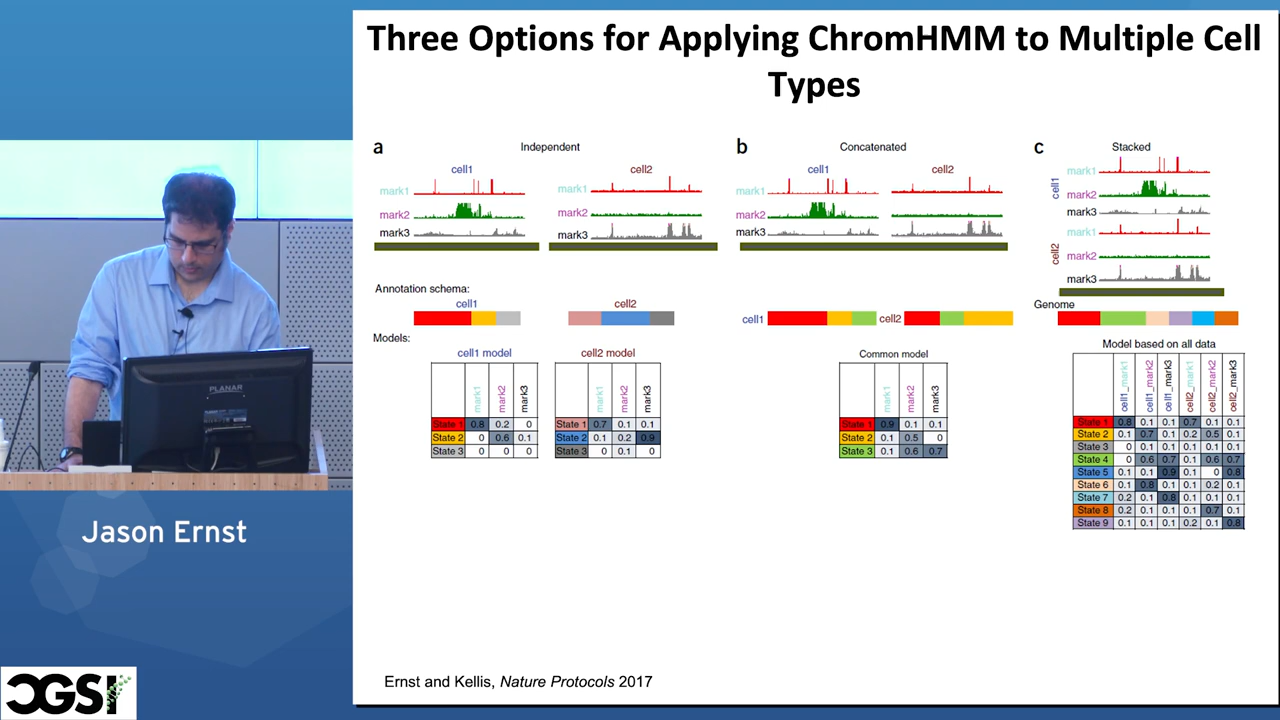 Three Options for Applying ChromHMM to Multiple Cell
Types
a
Independent
cell1
cell2
mark1
mark2
mark3
mark1
mark2
mark3
b
Concatenated
cell1
cell2
mark1
mark2
mark3
c
Stacked
cell1
mark1
mark2
mark3
cell2
mark1
mark2
mark3
Annotation schema:
cell1
cell2
cell1
cell2
Genome
Models:
cell1 model
mark1 mark2 mark3
State 1 0.8 0.2 0
State 2 0 0.6 0.1
State 3 0 0 0
cell2 model
mark1 mark2 mark3
State 1 0.7 0.1 0.1
State 2 0.1 0.2 0.9
State 3 0 0.1 0
Common model
mark1 mark2 mark3
State 1 0.9 0.1 0.1
State 2 0.1 0.5 0
State 3 0.1 0.6 0.7
Model based on all data
cell1_mark1 cell1_mark2 cell1_mark3 cell2_mark1 cell2_mark2 cell2_mark3
State 1 0.8 0.1 0.1 0.7 0.1 0.1
State 2 0.1 0.7 0.1 0.2 0.5 0.1
State 3 0 0.1 0.1 0.1 0.1 0.1
State 4 0 0.6 0.7 0.1 0.6 0.7
State 5 0.1 0.1 0.9 0.1 0 0.8
State 6 0.1 0.8 0.1 0.1 0.2 0.1
State 7 0.2 0.1 0.8 0.1 0.1 0.1
State 8 0.2 0.1 0.1 0.1 0.7 0.1
State 9 0.1 0.1 0.1 0.2 0.1 0.8
PLANAR
Jason Ernst
CGSI
Ernst and Kellis, Nature Protocols 2017